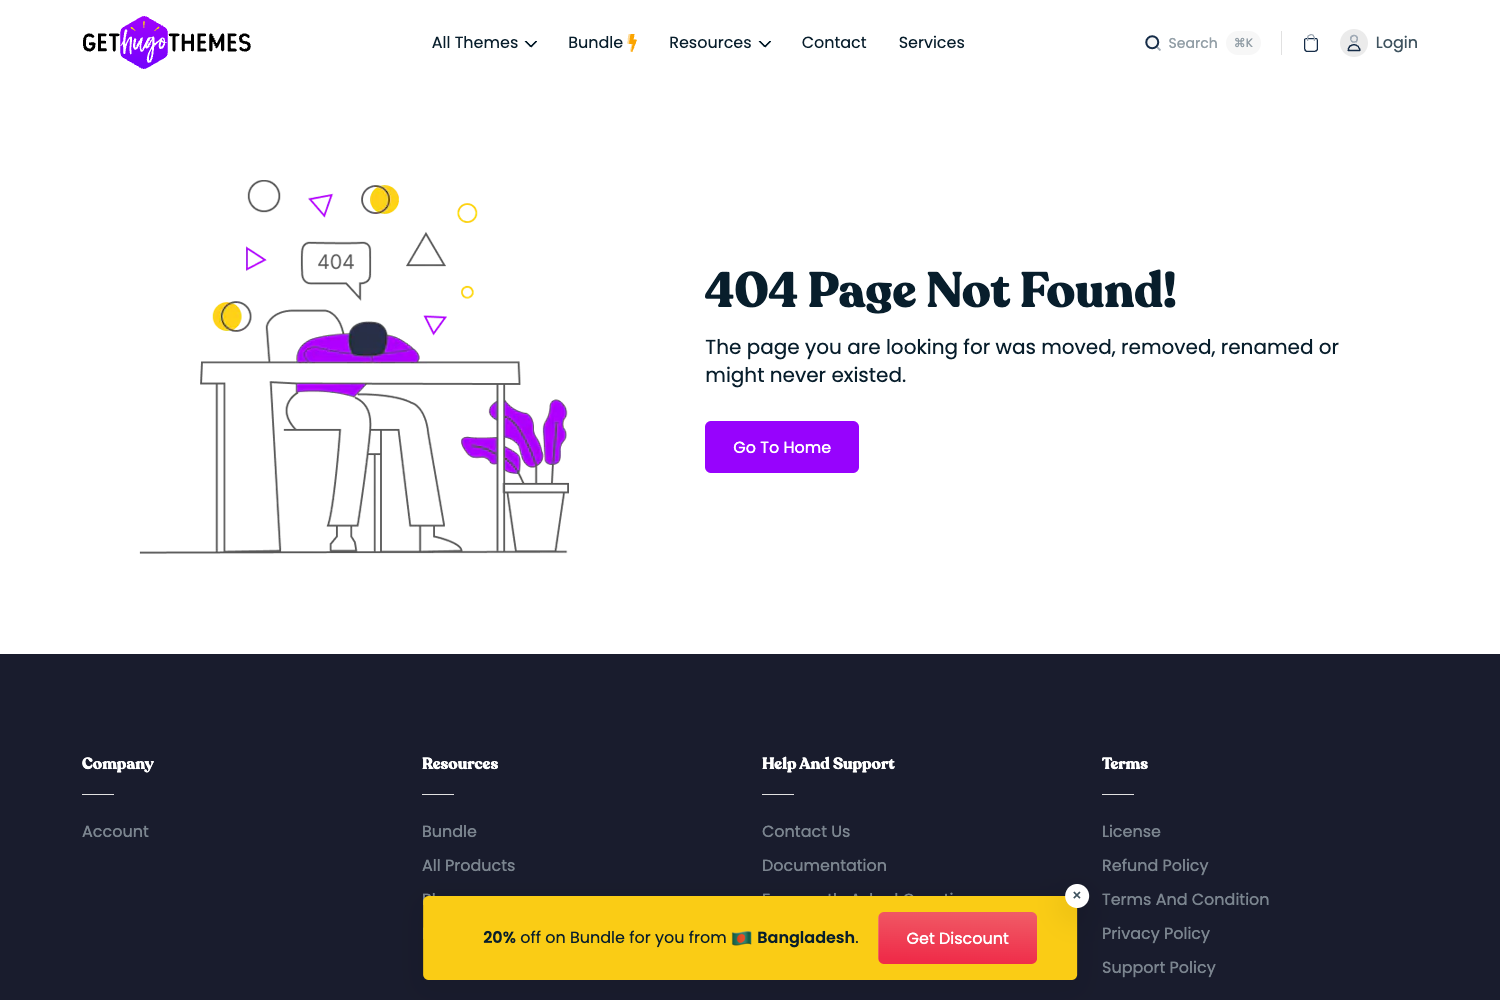 GET hugo THEMES
All Themes
Bundle
Resources
Contact
Services
Search
⌘K
Login
404
404 Page Not Found!
The page you are looking for was moved, removed, renamed or
might never existed.
Go To Home
Company
Account
Resources
Bundle
All Products
Help And Support
Contact Us
Documentation
Terms
License
Refund Policy
Terms And Condition
Privacy Policy
Support Policy
20% off on Bundle for you from 🇧🇩 Bangladesh.
Get Discount
×